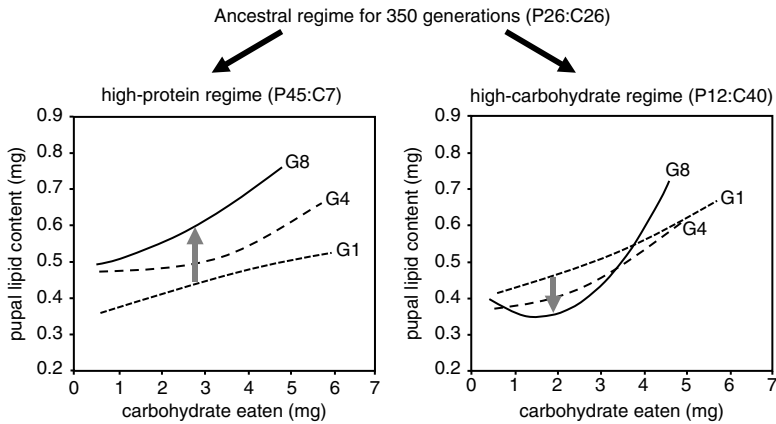 Ancestral regime for 350 generations (P26:C26)
high-protein regime (P45:C7)
0.9
0.8
0.7
0.6
0.5
0.4
0.3
0.2
pupal lipid content (mg)
G8
G4
G1
0 1 2 3 4 5 6 7
carbohydrate eaten (mg)
high-carbohydrate regime (P12:C40)
0.9
0.8
0.7
0.6
0.5
0.4
0.3
0.2
pupal lipid content (mg)
G8
G1
G4
0 1 2 3 4 5 6 7
carbohydrate eaten (mg)